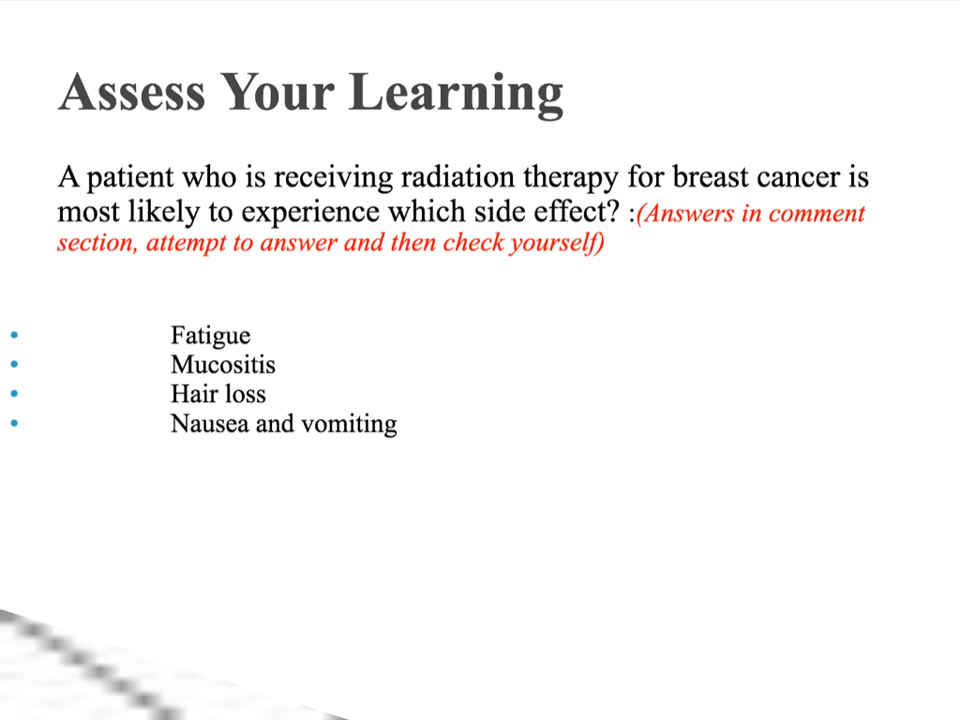 Assess Your Learning
A patient who is receiving radiation therapy for breast cancer is
most likely to experience which side effect? :(Answers in comment
section, attempt to answer and then check yourself)
• Fatigue
• Mucositis
• Hair loss
• Nausea and vomiting